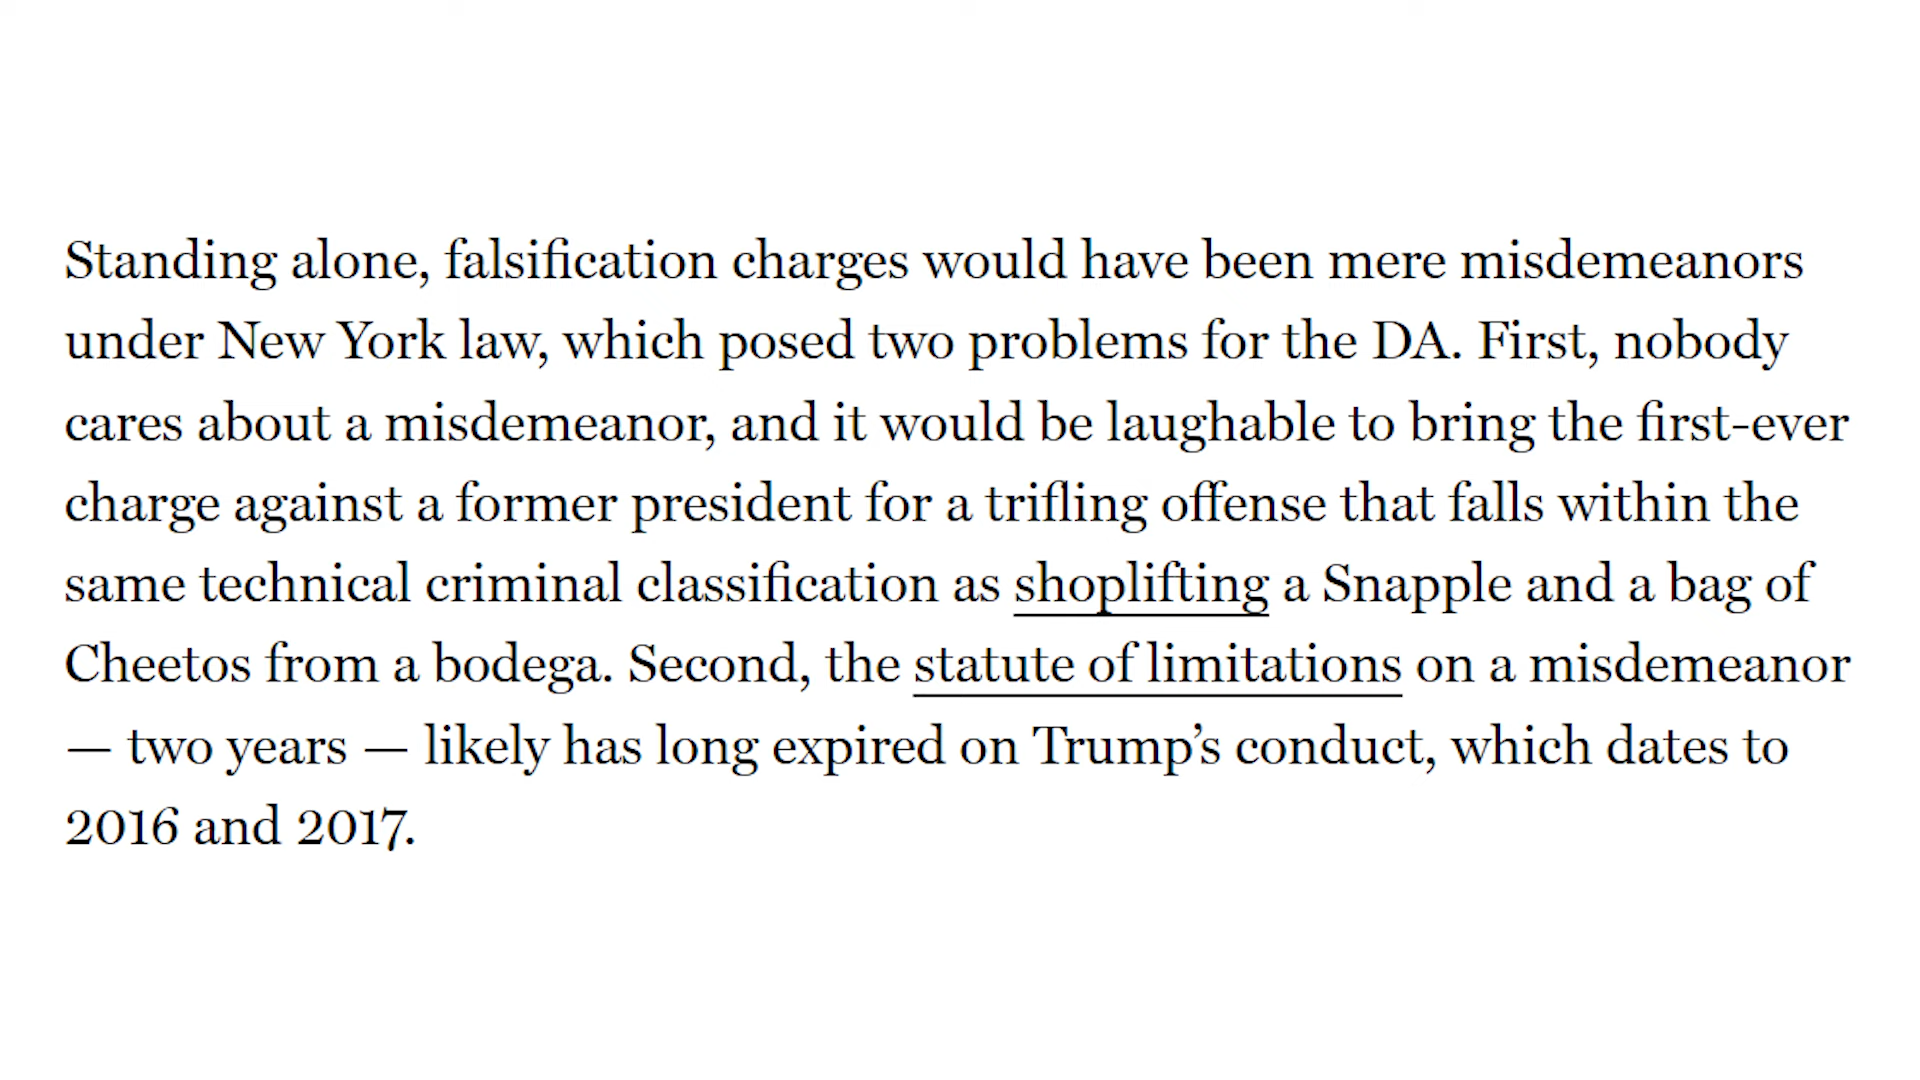 Standing alone, falsification charges would have been mere misdemeanors
under New York law, which posed two problems for the DA. First, nobody
cares about a misdemeanor, and it would be laughable to bring the first-ever
charge against a former president for a trifling offense that falls within the
same technical criminal classification as shoplifting a Snapple and a bag of
Cheetos from a bodega. Second, the statute of limitations on a misdemeanor
— two years — likely has long expired on Trump’s conduct, which dates to
2016 and 2017.